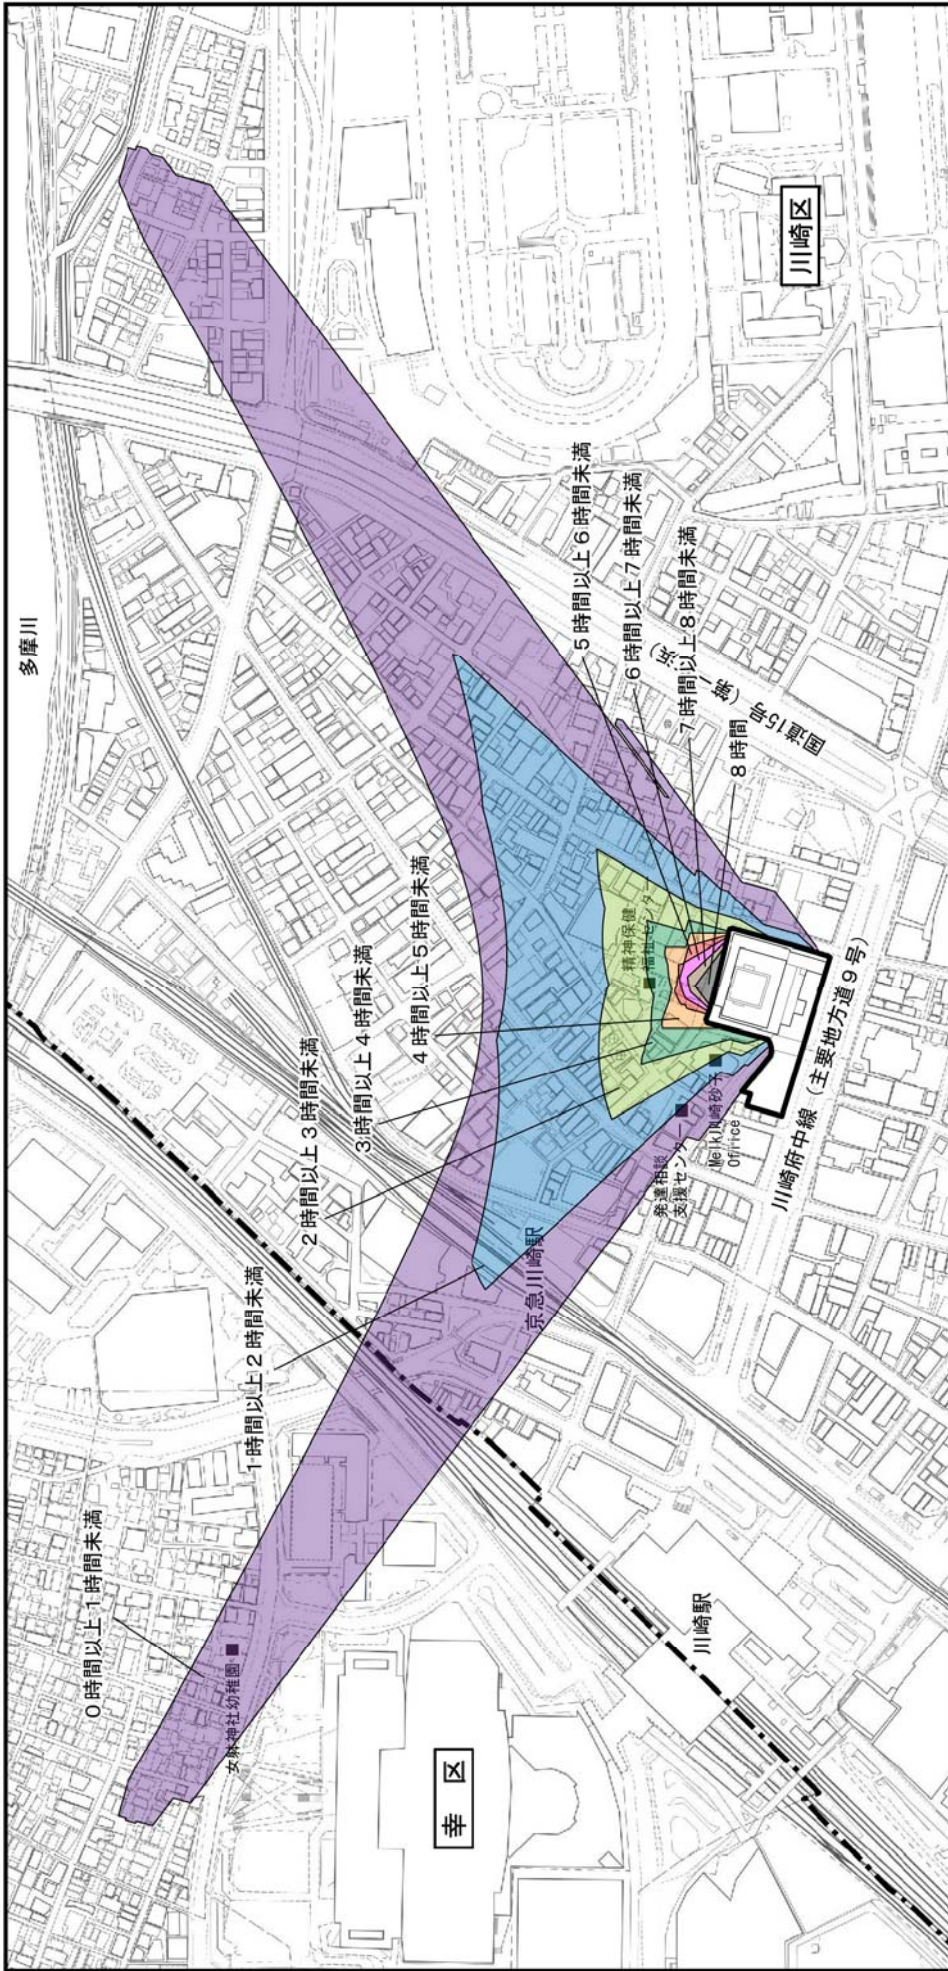 多摩川
0時間以上1時間未満
1時間以上2時間未満
2時間以上3時間未満
3時間以上4時間未満
4時間以上5時間未満
5時間以上6時間未満
6時間以上7時間未満
7時間以上8時間未満
8時間
女躰神社幼稚園
幸 区
川崎区
京急川崎駅
川崎駅
精神保健
福祉センター
発達相談
支援センター
Melk川崎砂子
Office
国道15号(第一京浜)
川崎府中線(主要地方道9号)